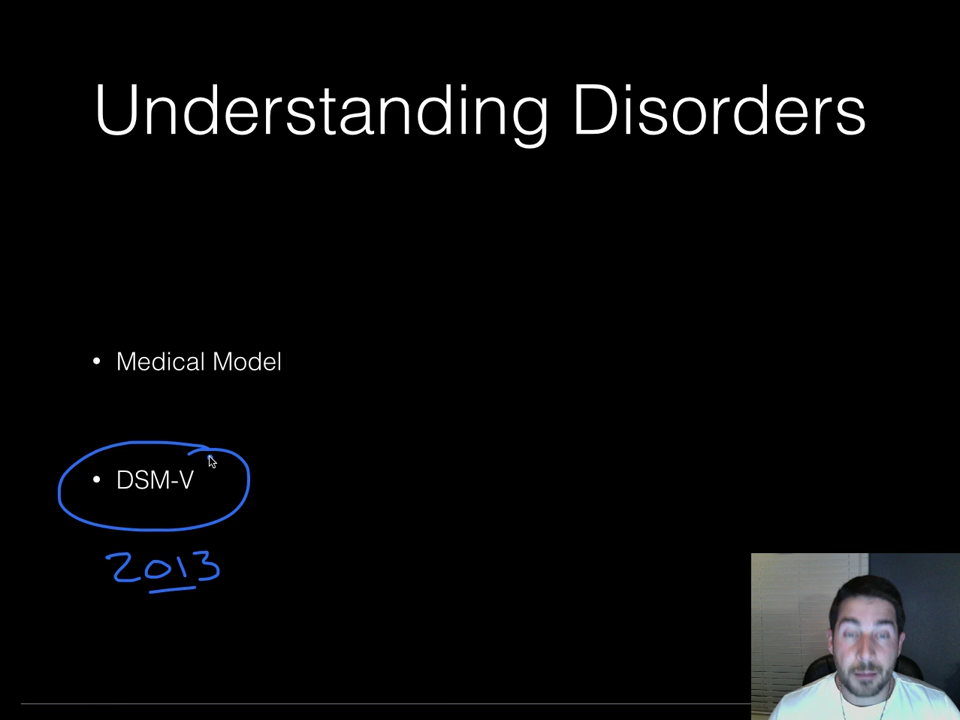 Understanding Disorders
• Medical Model
• DSM-V
2013